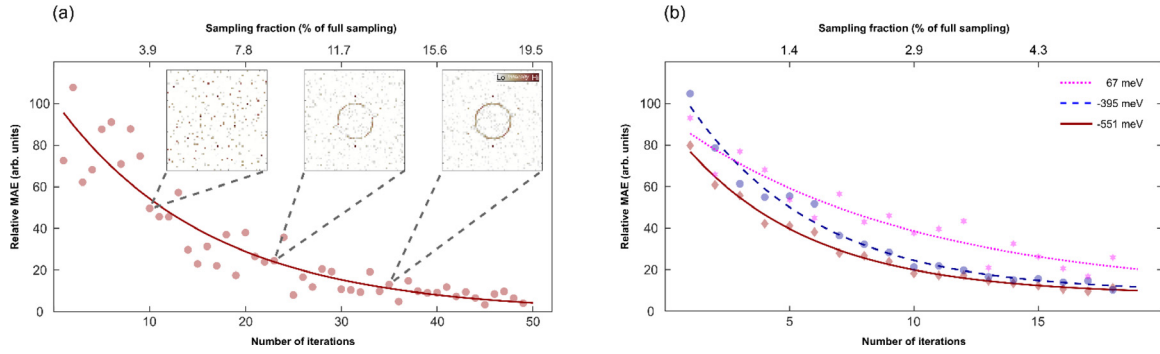 (a)
Sampling fraction (% of full sampling)
3.9 7.8 11.7 15.6 19.5
Lo Hi
Relative MAE (arb. units)
100
80
60
40
20
0
10 20 30 40 50
Number of iterations
(b)
Sampling fraction (% of full sampling)
1.4 2.9 4.3
67 meV
-395 meV
-551 meV
Relative MAE (arb. units)
100
80
60
40
20
0
5 10 15
Number of iterations